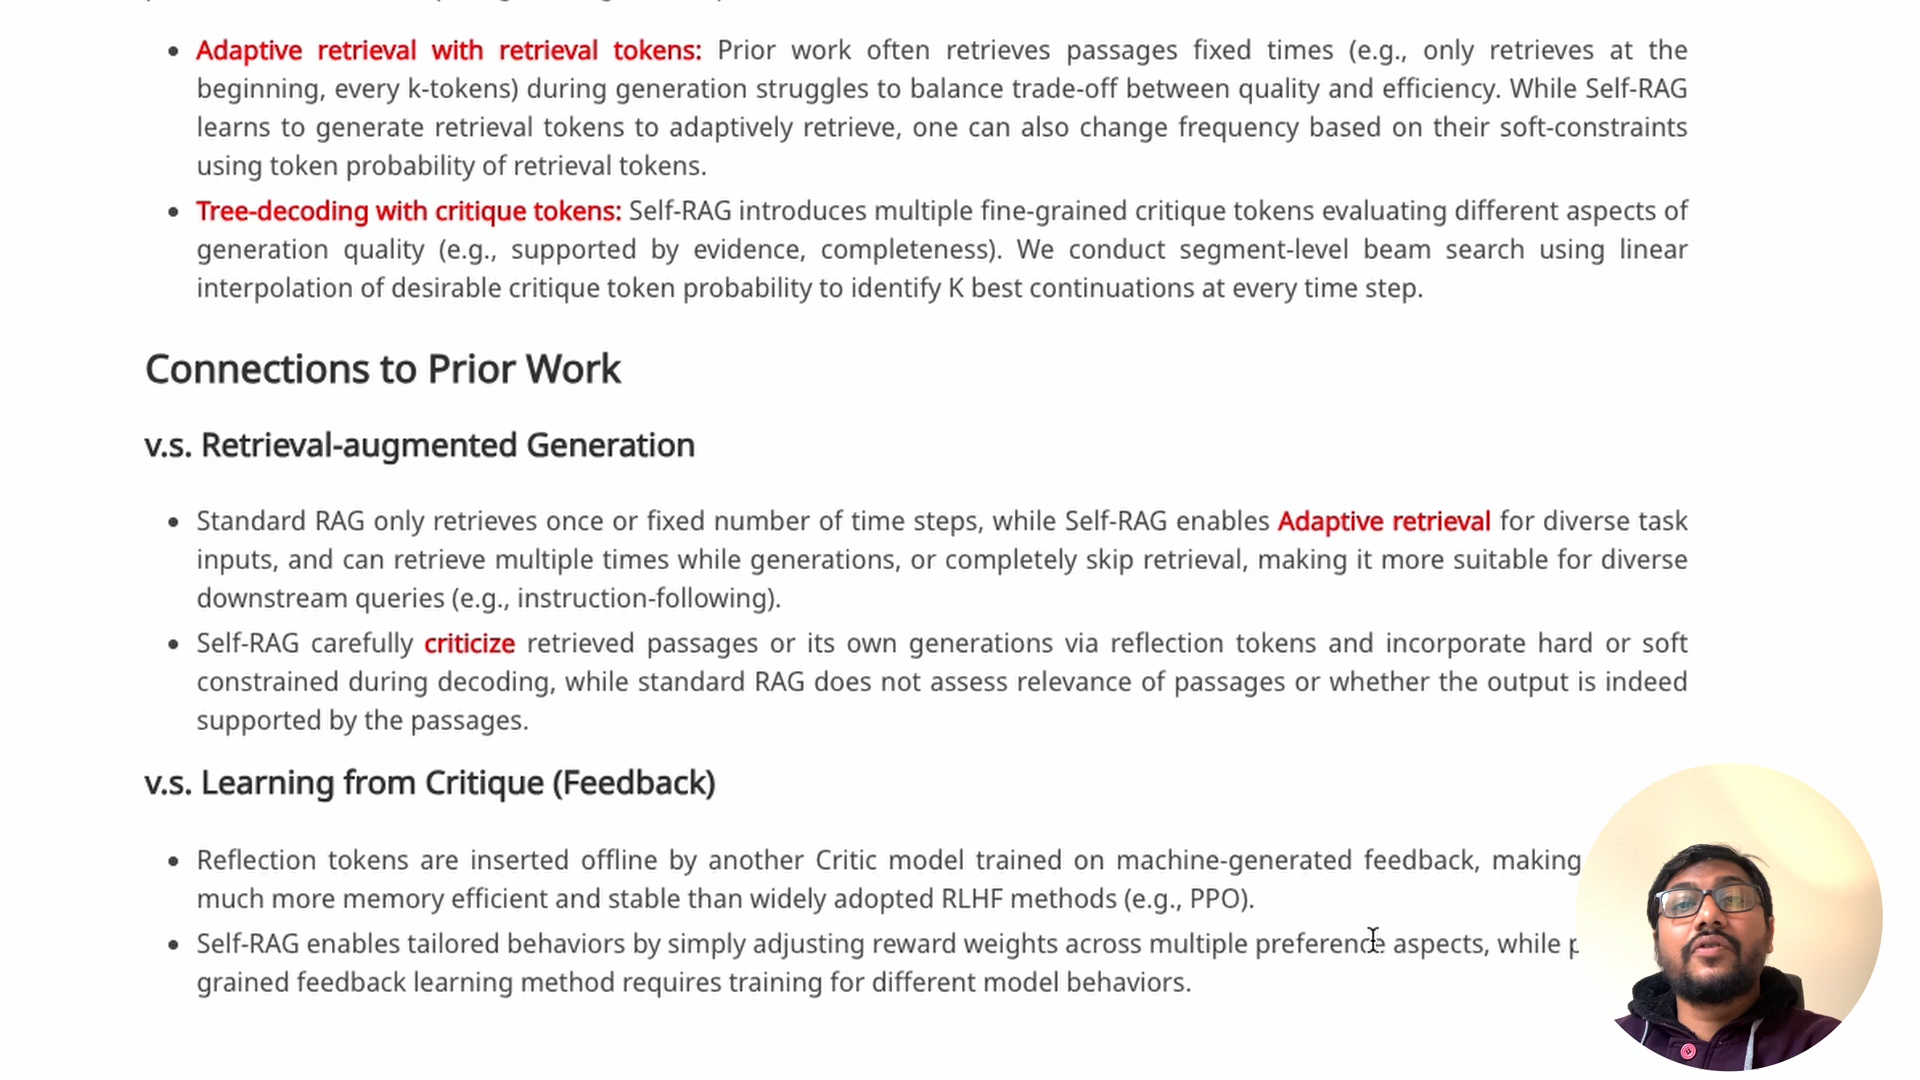 Adaptive retrieval with retrieval tokens: Prior work often retrieves passages fixed times (e.g., only retrieves at the
beginning, every k-tokens) during generation struggles to balance trade-off between quality and efficiency. While Self-RAG
learns to generate retrieval tokens to adaptively retrieve, one can also change frequency based on their soft-constraints
using token probability of retrieval tokens.
Tree-decoding with critique tokens: Self-RAG introduces multiple fine-grained critique tokens evaluating different aspects of
generation quality (e.g., supported by evidence, completeness). We conduct segment-level beam search using linear
interpolation of desirable critique token probability to identify K best continuations at every time step.
Connections to Prior Work
v.s. Retrieval-augmented Generation
Standard RAG only retrieves once or fixed number of time steps, while Self-RAG enables Adaptive retrieval for diverse task
inputs, and can retrieve multiple times while generations, or completely skip retrieval, making it more suitable for diverse
downstream queries (e.g., instruction-following).
Self-RAG carefully criticize retrieved passages or its own generations via reflection tokens and incorporate hard or soft
constrained during decoding, while standard RAG does not assess relevance of passages or whether the output is indeed
supported by the passages.
v.s. Learning from Critique (Feedback)
Reflection tokens are inserted offline by another Critic model trained on machine-generated feedback, making
much more memory efficient and stable than widely adopted RLHF methods (e.g., PPO).
Self-RAG enables tailored behaviors by simply adjusting reward weights across multiple preference aspects, while
grained feedback learning method requires training for different model behaviors.